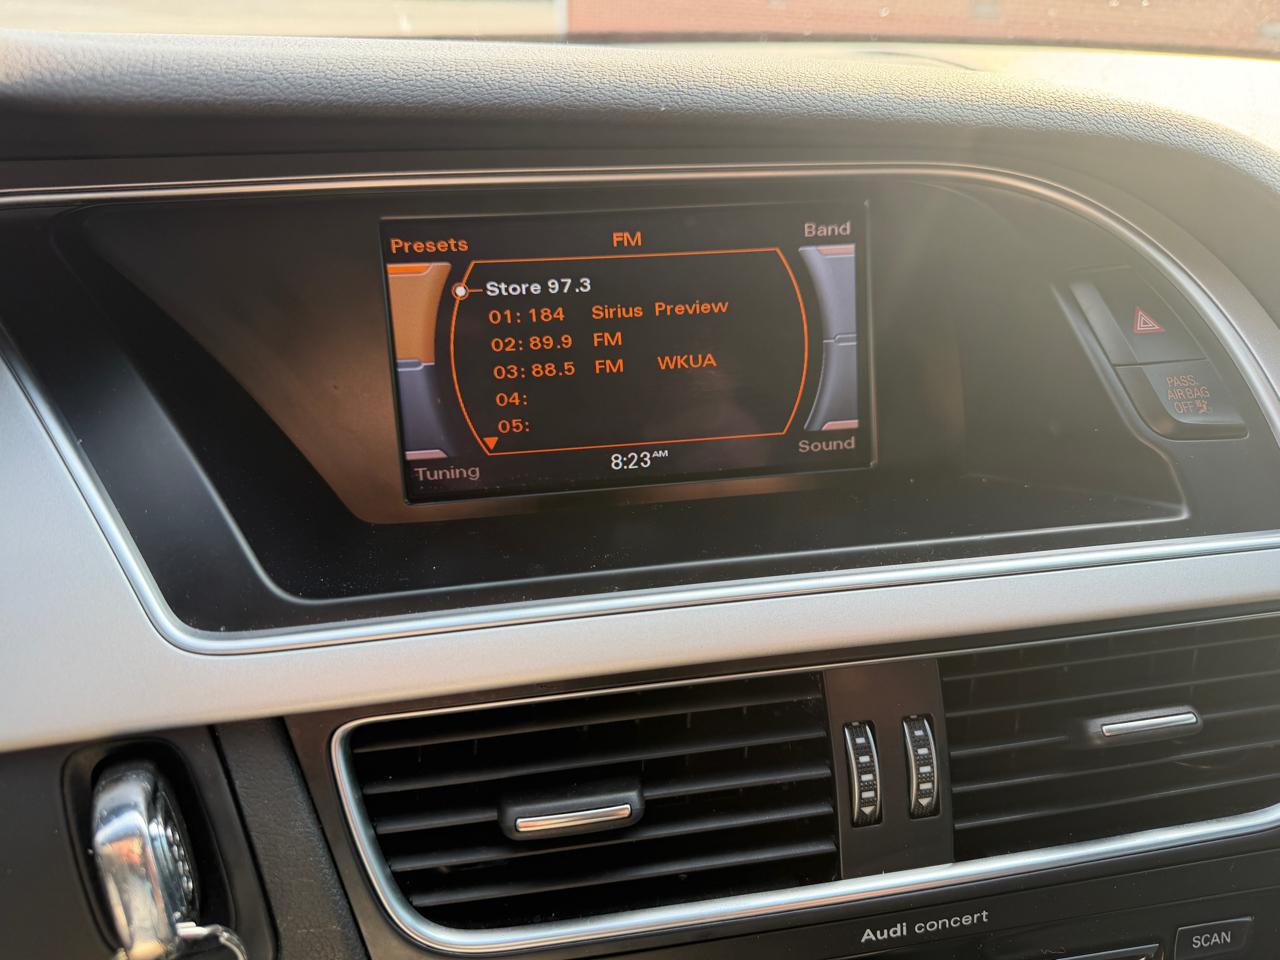 Presets FM Band
Store 97.3
01: 184 Sirius Preview
02: 89.9 FM
03: 88.5 FM WKUA
04:
05:
Tuning 8:23 AM Sound
PASS.
AIR BAG
OFF
Audi concert
SCAN